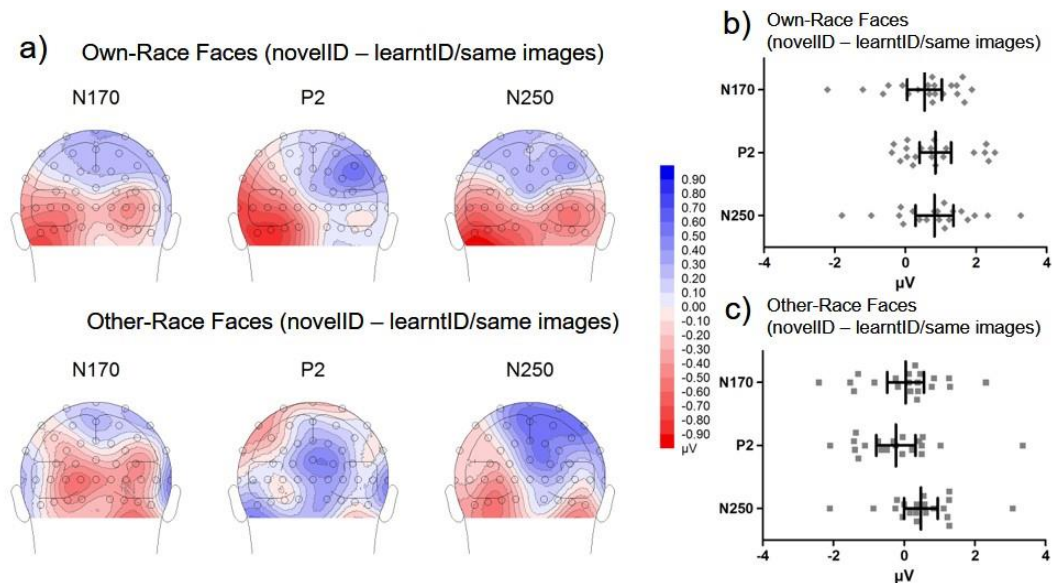 a)
Own-Race Faces (novelID – learntID/same images)
N170 P2 N250
0.90
0.80
0.70
0.60
0.50
0.40
0.30
0.20
0.10
0.00
-0.10
-0.20
-0.30
-0.40
-0.50
-0.60
-0.70
-0.80
-0.90
µV
Other-Race Faces (novelID – learntID/same images)
N170 P2 N250
b)
Own-Race Faces
(novelID – learntID/same images)
N170
P2
N250
-4 -2 0 2 4
µV
c)
Other-Race Faces
(novelID – learntID/same images)
N170
P2
N250
-4 -2 0 2 4
µV